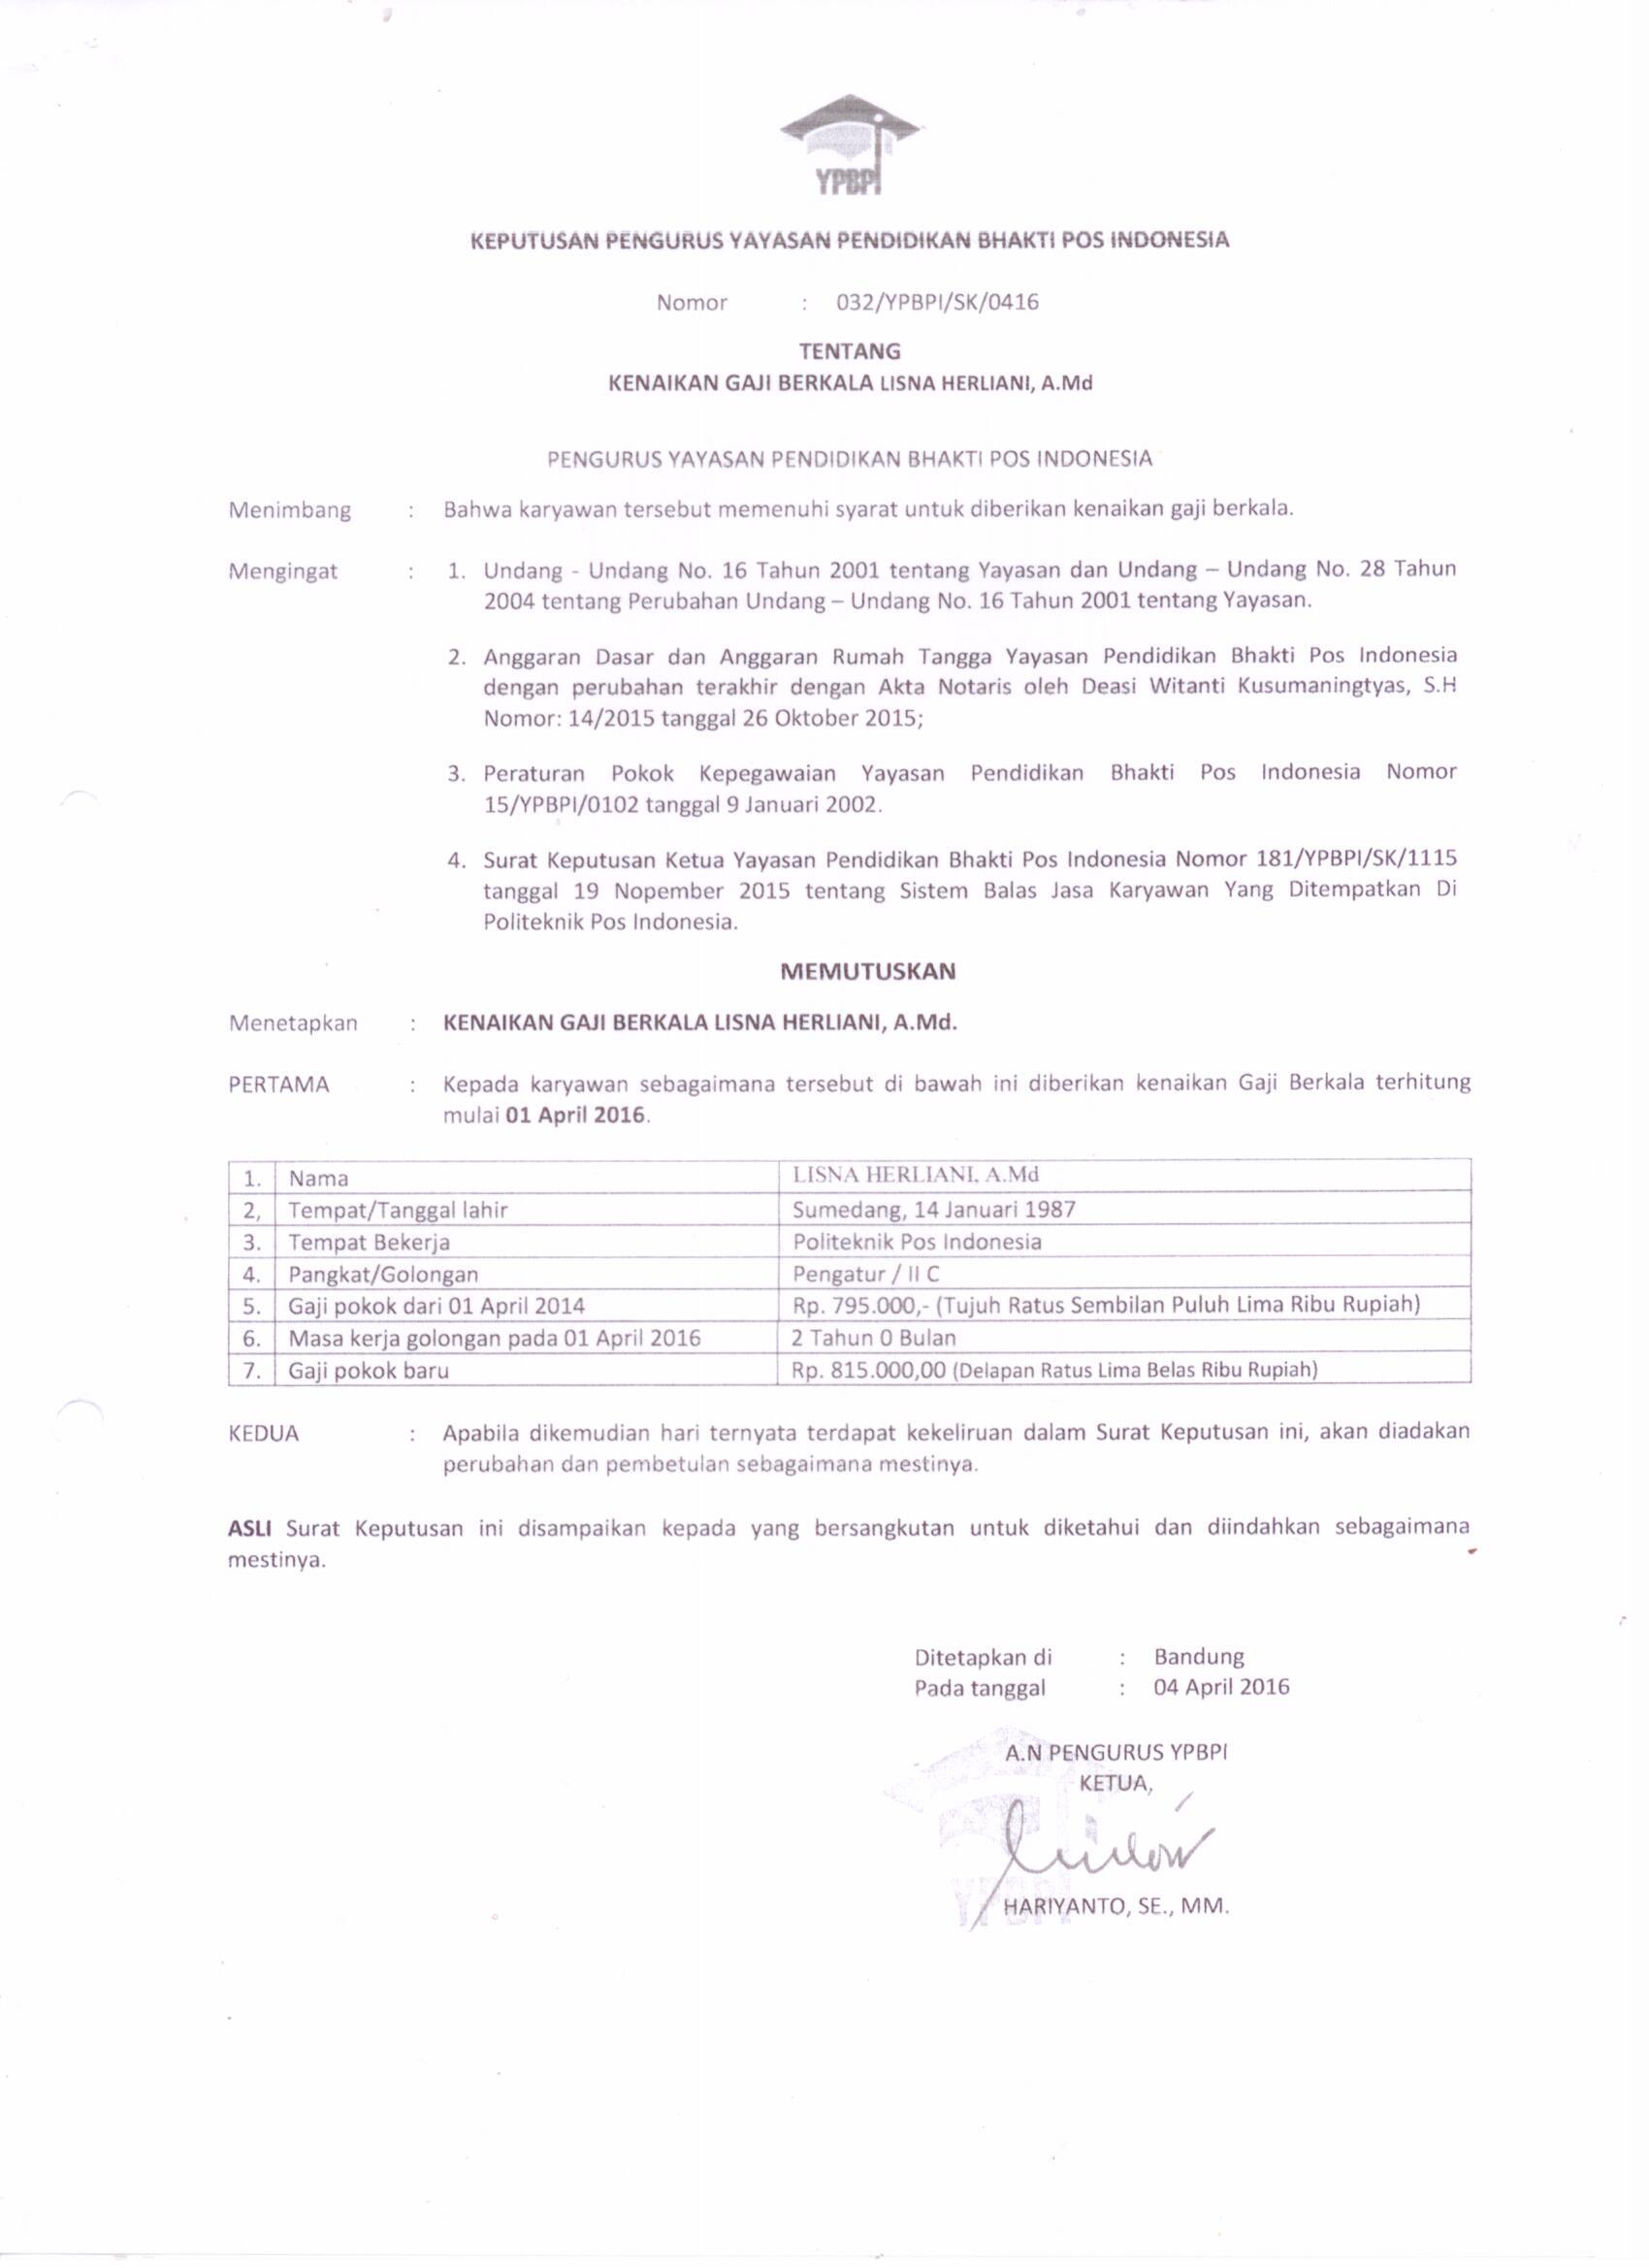 YPBPI
KEPUTUSAN PENGURUS YAYASAN PENDIDIKAN BHAKTI POS INDONESIA
Nomor : 032/YPBPI/SK/0416
TENTANG
KENAIKAN GAJI BERKALA LISNA HERLIANI, A.Md
PENGURUS YAYASAN PENDIDIKAN BHAKTI POS INDONESIA
Menimbang : Bahwa karyawan tersebut memenuhi syarat untuk diberikan kenaikan gaji berkala.
Mengingat : 1. Undang - Undang No. 16 Tahun 2001 tentang Yayasan dan Undang – Undang No. 28 Tahun
2004 tentang Perubahan Undang – Undang No. 16 Tahun 2001 tentang Yayasan.
2. Anggaran Dasar dan Anggaran Rumah Tangga Yayasan Pendidikan Bhakti Pos Indonesia
dengan perubahan terakhir dengan Akta Notaris oleh Deasi Witanti Kusumaningtyas, S.H
Nomor: 14/2015 tanggal 26 Oktober 2015;
3. Peraturan Pokok Kepegawaian Yayasan Pendidikan Bhakti Pos Indonesia Nomor
15/YPBPI/0102 tanggal 9 Januari 2002.
4. Surat Keputusan Ketua Yayasan Pendidikan Bhakti Pos Indonesia Nomor 181/YPBPI/SK/1115
tanggal 19 Nopember 2015 tentang Sistem Balas Jasa Karyawan Yang Ditempatkan Di
Politeknik Pos Indonesia.
MEMUTUSKAN
Menetapkan : KENAIKAN GAJI BERKALA LISNA HERLIANI, A.Md.
PERTAMA : Kepada karyawan sebagaimana tersebut di bawah ini diberikan kenaikan Gaji Berkala terhitung
mulai 01 April 2016.
1. Nama LISNA HERLIANI, A.Md
2, Tempat/Tanggal lahir Sumedang, 14 Januari 1987
3. Tempat Bekerja Politeknik Pos Indonesia
4. Pangkat/Golongan Pengatur / II C
5. Gaji pokok dari 01 April 2014 Rp. 795.000,- (Tujuh Ratus Sembilan Puluh Lima Ribu Rupiah)
6. Masa kerja golongan pada 01 April 2016 2 Tahun 0 Bulan
7. Gaji pokok baru Rp. 815.000,00 (Delapan Ratus Lima Belas Ribu Rupiah)
KEDUA : Apabila dikemudian hari ternyata terdapat kekeliruan dalam Surat Keputusan ini, akan diadakan
perubahan dan pembetulan sebagaimana mestinya.
ASLI Surat Keputusan ini disampaikan kepada yang bersangkutan untuk diketahui dan diindahkan sebagaimana
mestinya.
Ditetapkan di : Bandung
Pada tanggal : 04 April 2016
A.N PENGURUS YPBPI
KETUA,
YPBPI
HARIYANTO, SE., MM.